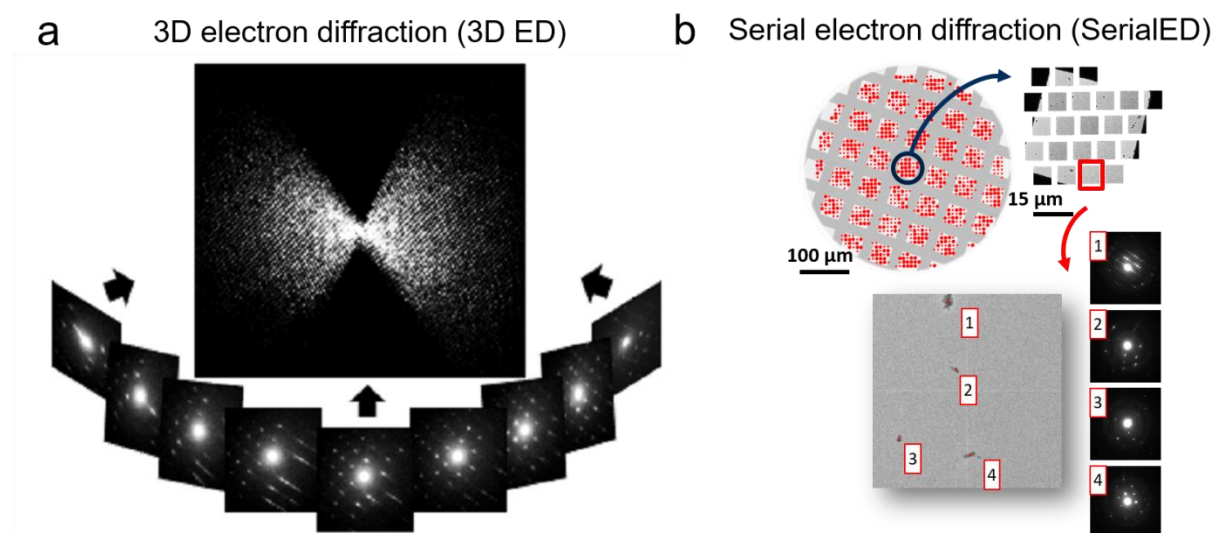 a
3D electron diffraction (3D ED)
b
Serial electron diffraction (SerialED)
15 µm
100 µm
1
2
3
4
1
2
3
4